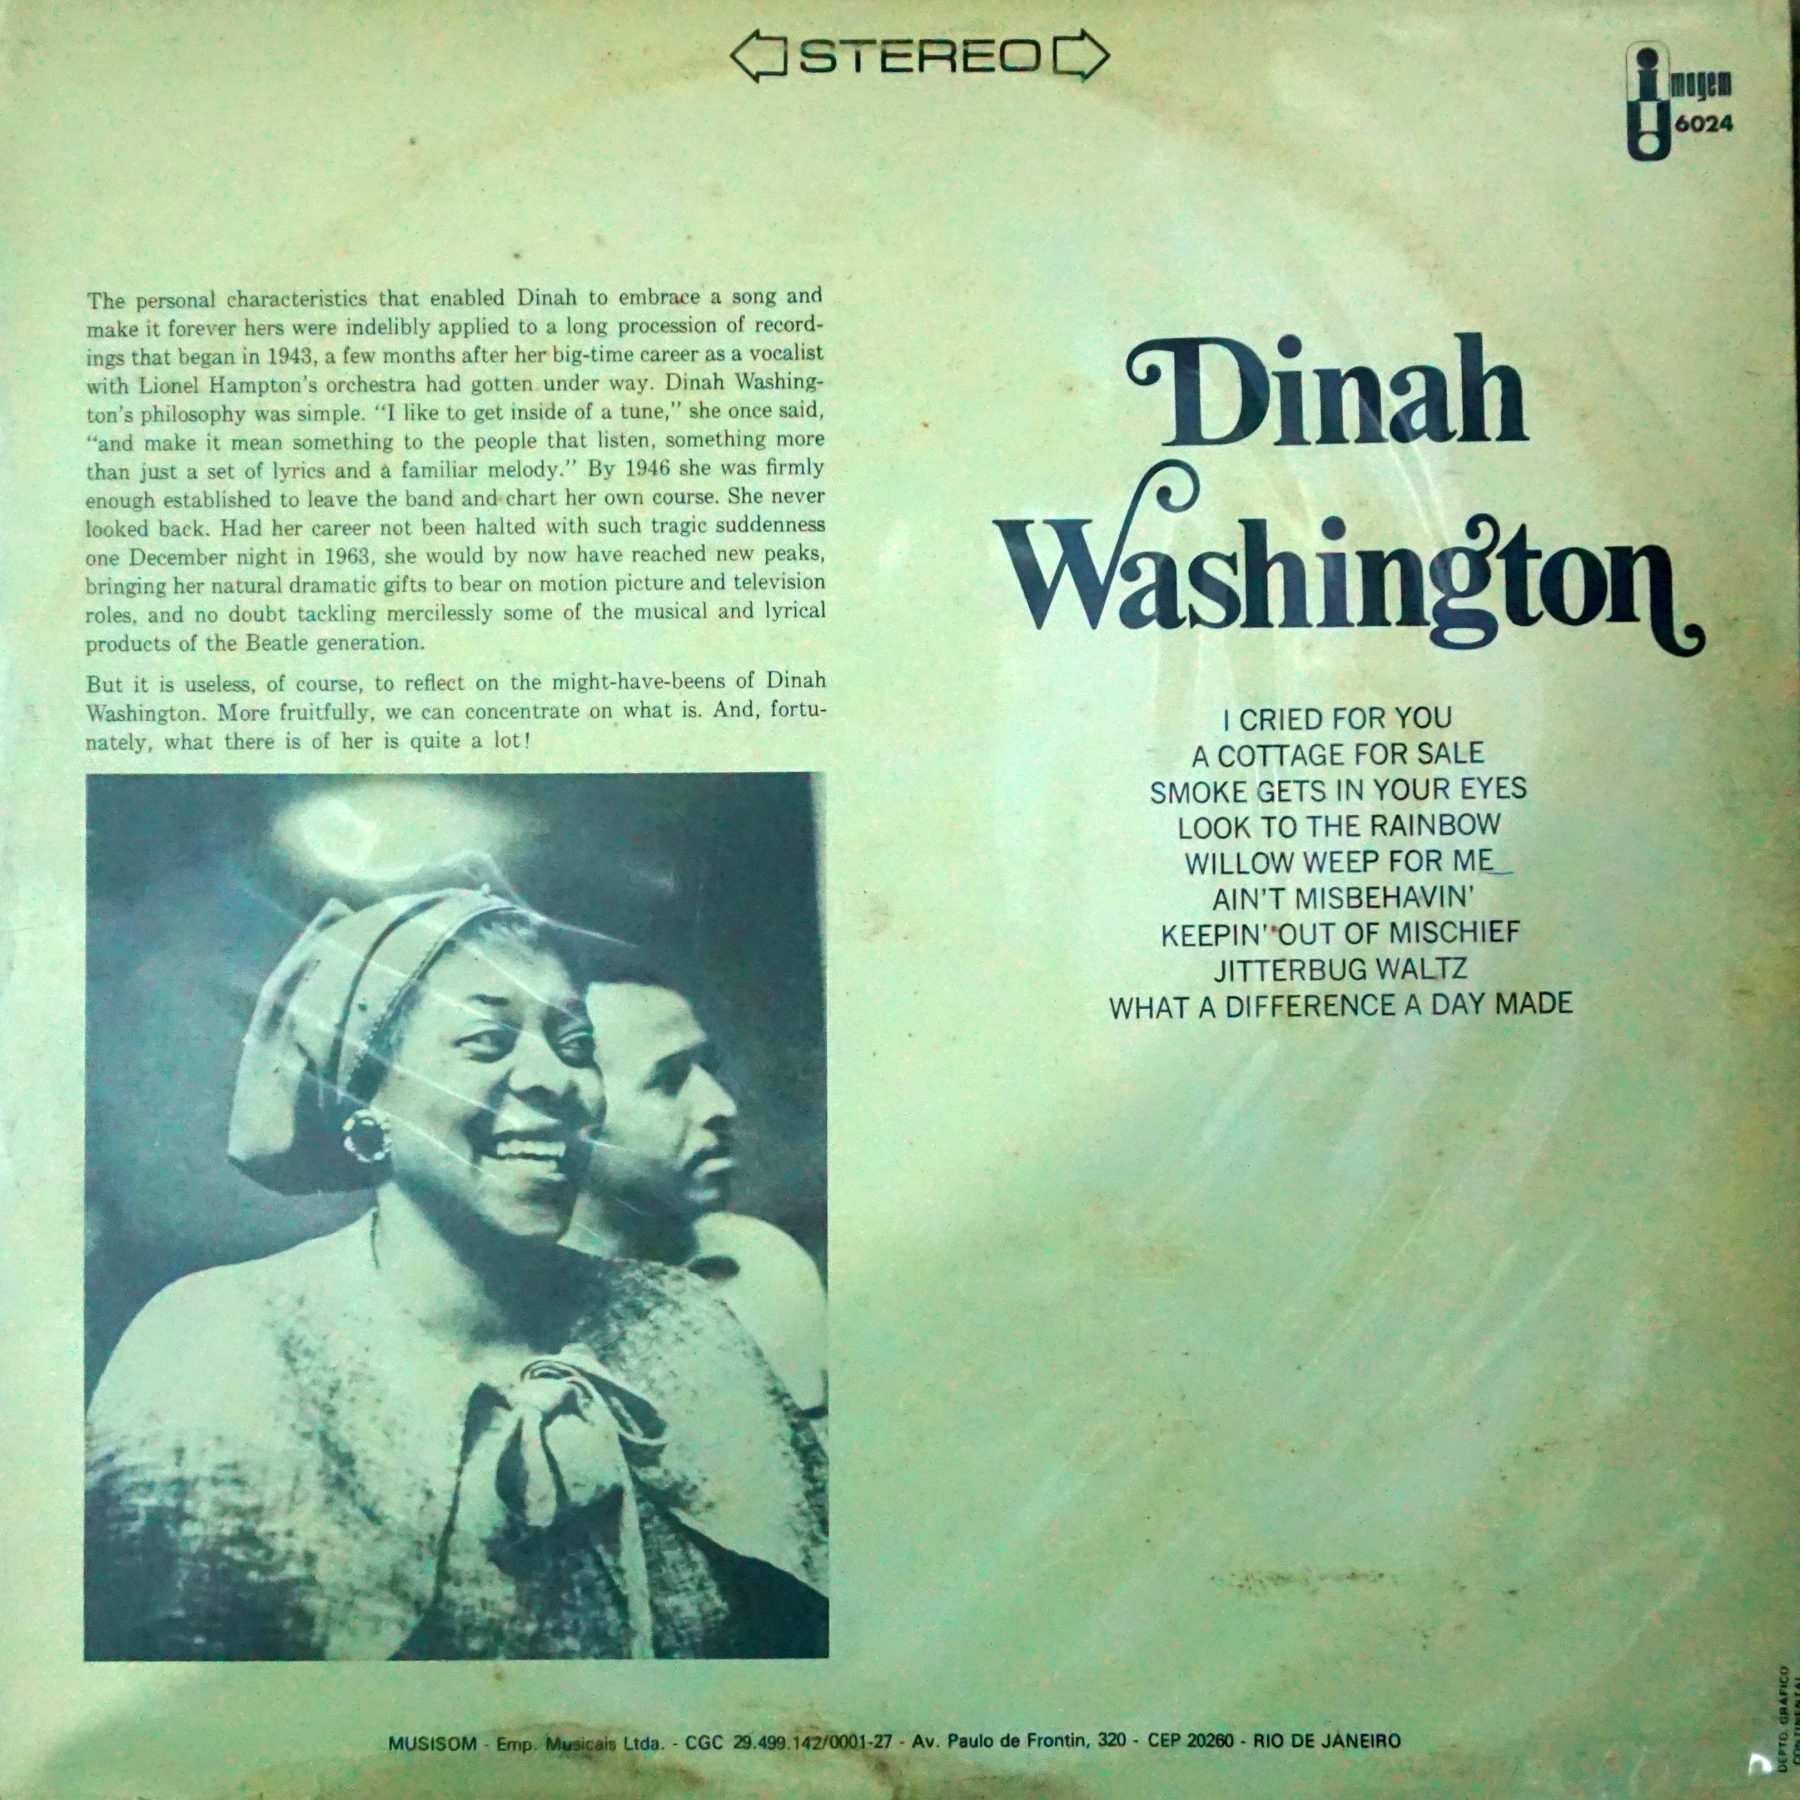 STEREO
imagem
6024
The personal characteristics that enabled Dinah to embrace a song and
make it forever hers were indelibly applied to a long procession of record-
ings that began in 1943, a few months after her big-time career as a vocalist
with Lionel Hampton's orchestra had gotten under way. Dinah Washing-
ton's philosophy was simple. “I like to get inside of a tune,” she once said,
“and make it mean something to the people that listen, something more
than just a set of lyrics and a familiar melody.” By 1946 she was firmly
enough established to leave the band and chart her own course. She never
looked back. Had her career not been halted with such tragic suddenness
one December night in 1963, she would by now have reached new peaks,
bringing her natural dramatic gifts to bear on motion picture and television
roles, and no doubt tackling mercilessly some of the musical and lyrical
products of the Beatle generation.
But it is useless, of course, to reflect on the might-have-beens of Dinah
Washington. More fruitfully, we can concentrate on what is. And, fortu-
nately, what there is of her is quite a lot!
Dinah
Washington
I CRIED FOR YOU
A COTTAGE FOR SALE
SMOKE GETS IN YOUR EYES
LOOK TO THE RAINBOW
WILLOW WEEP FOR ME
AIN'T MISBEHAVIN'
KEEPIN' OUT OF MISCHIEF
JITTERBUG WALTZ
WHAT A DIFFERENCE A DAY MADE
MUSISOM - Emp. Musicais Ltda. - CGC 29.499.142/0001-27 - Av. Paulo de Frontin, 320 - CEP 20260 - RIO DE JANEIRO
DEPTO. GRÁFICO
CONTINENTAL